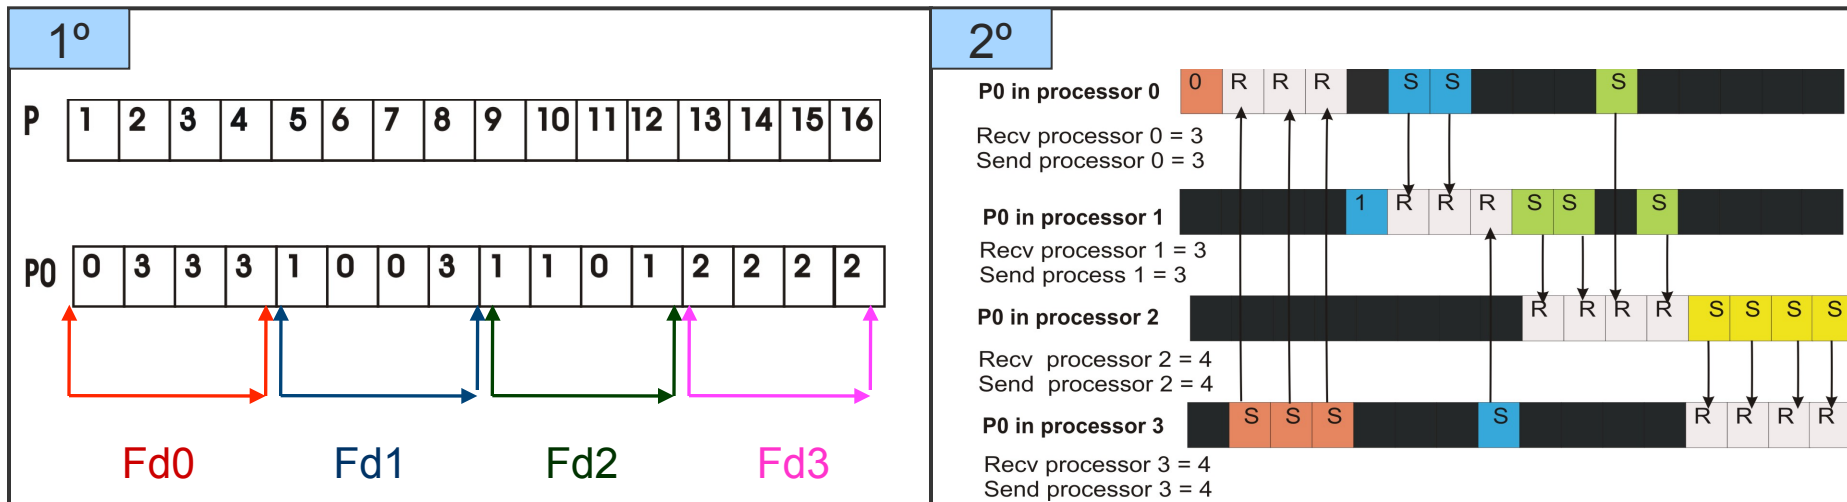 1º
P 1 2 3 4 5 6 7 8 9 10 11 12 13 14 15 16
P0 0 3 3 3 1 0 0 3 1 1 0 1 2 2 2 2
Fd0 Fd1 Fd2 Fd3
2º
P0 in processor 0 0 R R R S S S
Recv processor 0 = 3
Send processor 0 = 3
P0 in processor 1 1 R R R S S S
Recv processor 1 = 3
Send process 1 = 3
P0 in processor 2 R R R R S S S S
Recv processor 2 = 4
Send processor 2 = 4
P0 in processor 3 S S S S R R R R
Recv processor 3 = 4
Send processor 3 = 4